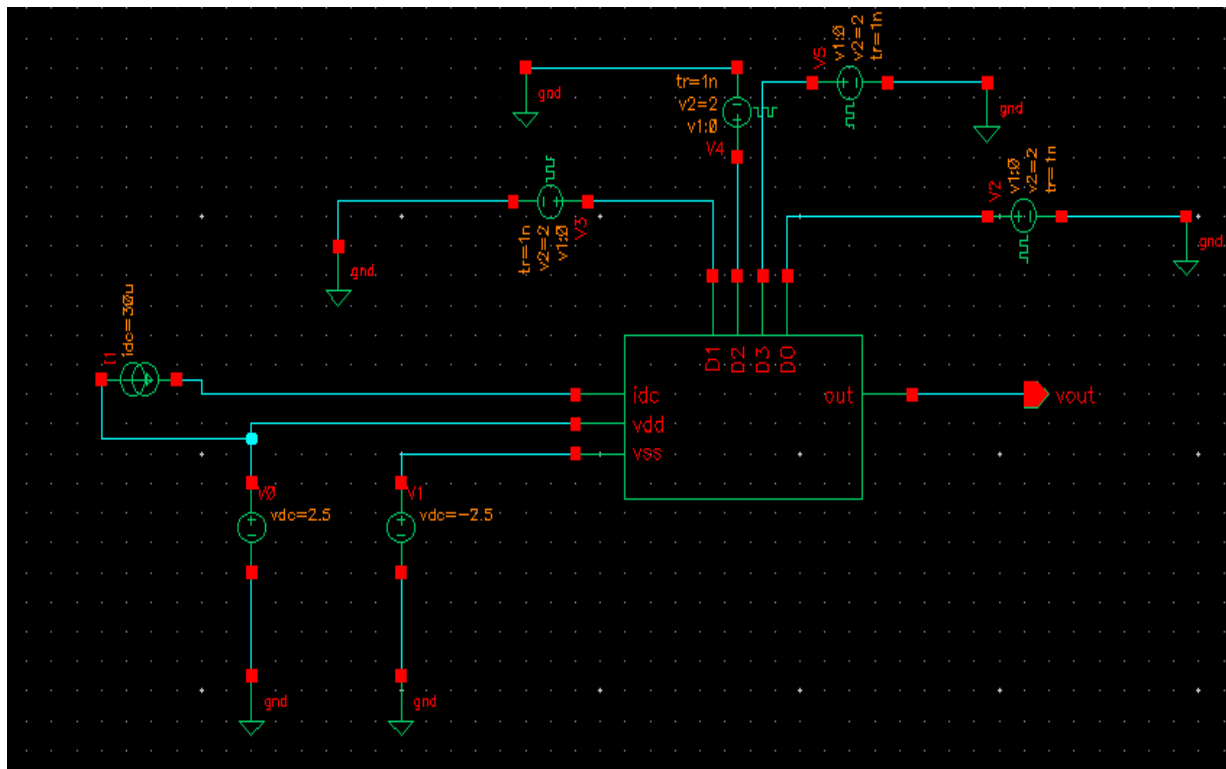 V5
v1:0
v2=2
tr=1n
gnd
tr=1n
v2=2
v1:0
V4
gnd
V2
v1:0
v2=2
tr=1n
tr=1n
v2=2
v1:0
V3
gnd
gnd
I1
idc=30u
D1
D2
D3
D0
idc
out
vout
vdd
vss
V0
vdc=2.5
V1
vdc=-2.5
gnd
gnd